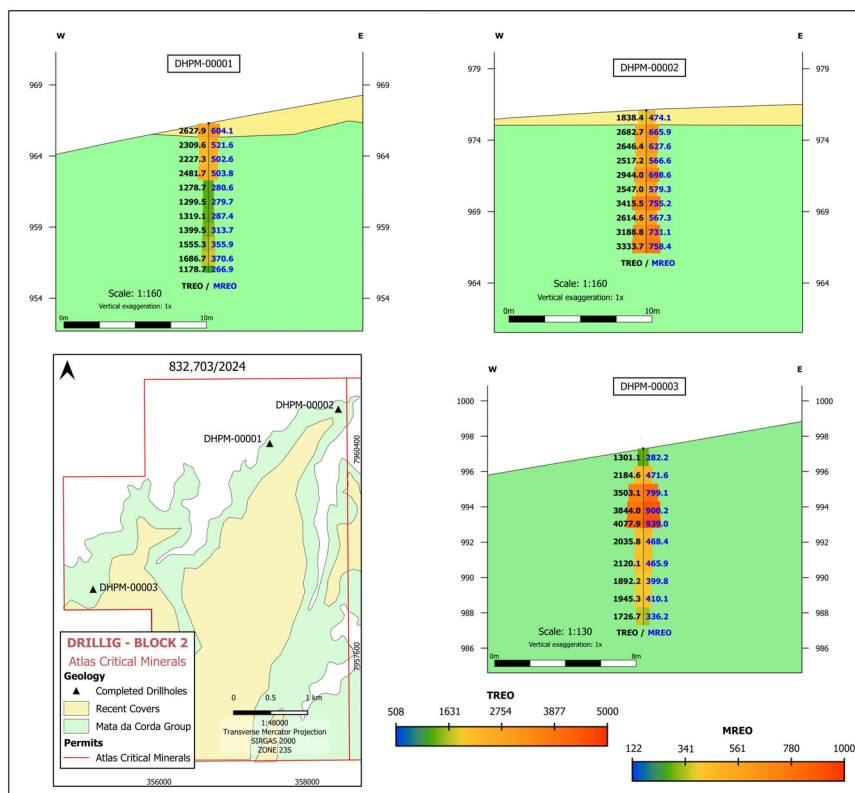 W
E
DHPM-00001
969
969
964
964
959
959
954
954
2627.9 604.1
2309.6 521.6
2227.3 502.6
2481.7 503.8
1278.7 280.6
1299.5 279.7
1319.1 287.4
1399.5 313.7
1555.3 355.9
1686.7 370.6
1178.7 266.9
TREO / MREO
Scale: 1:160
Vertical exaggeration: 1x
0m
10m
W
E
DHPM-00002
979
979
974
974
969
969
964
964
1838.4 474.1
2682.7 665.9
2646.4 627.6
2517.2 566.6
2944.0 698.6
2547.0 579.3
3415.5 755.2
2614.6 567.3
3188.8 731.1
3333.7 758.4
TREO / MREO
Scale: 1:160
Vertical exaggeration: 1x
0m
10m
832,703/2024
DHPM-00002
DHPM-00001
DHPM-00003
7960400
7957600
DRILLIG - BLOCK 2
Atlas Critical Minerals
Geology
Completed Drillholes
Recent Covers
Mata da Corda Group
Permits
Atlas Critical Minerals
0 0.5 1 km
1:48000
Transverse Mercator Projection
SIRGAS 2000
ZONE 23S
356000
358000
W
E
DHPM-00003
1000
1000
998
998
996
996
994
994
992
992
990
990
988
988
986
986
1301.1 282.2
2184.6 471.6
3503.1 799.1
3844.0 900.2
4077.9 939.0
2035.8 468.4
2120.1 465.9
1892.2 399.8
1945.3 410.1
1726.7 336.2
TREO / MREO
Scale: 1:130
Vertical exaggeration: 1x
0m
8m
TREO
508 1631 2754 3877 5000
MREO
122 341 561 780 1000